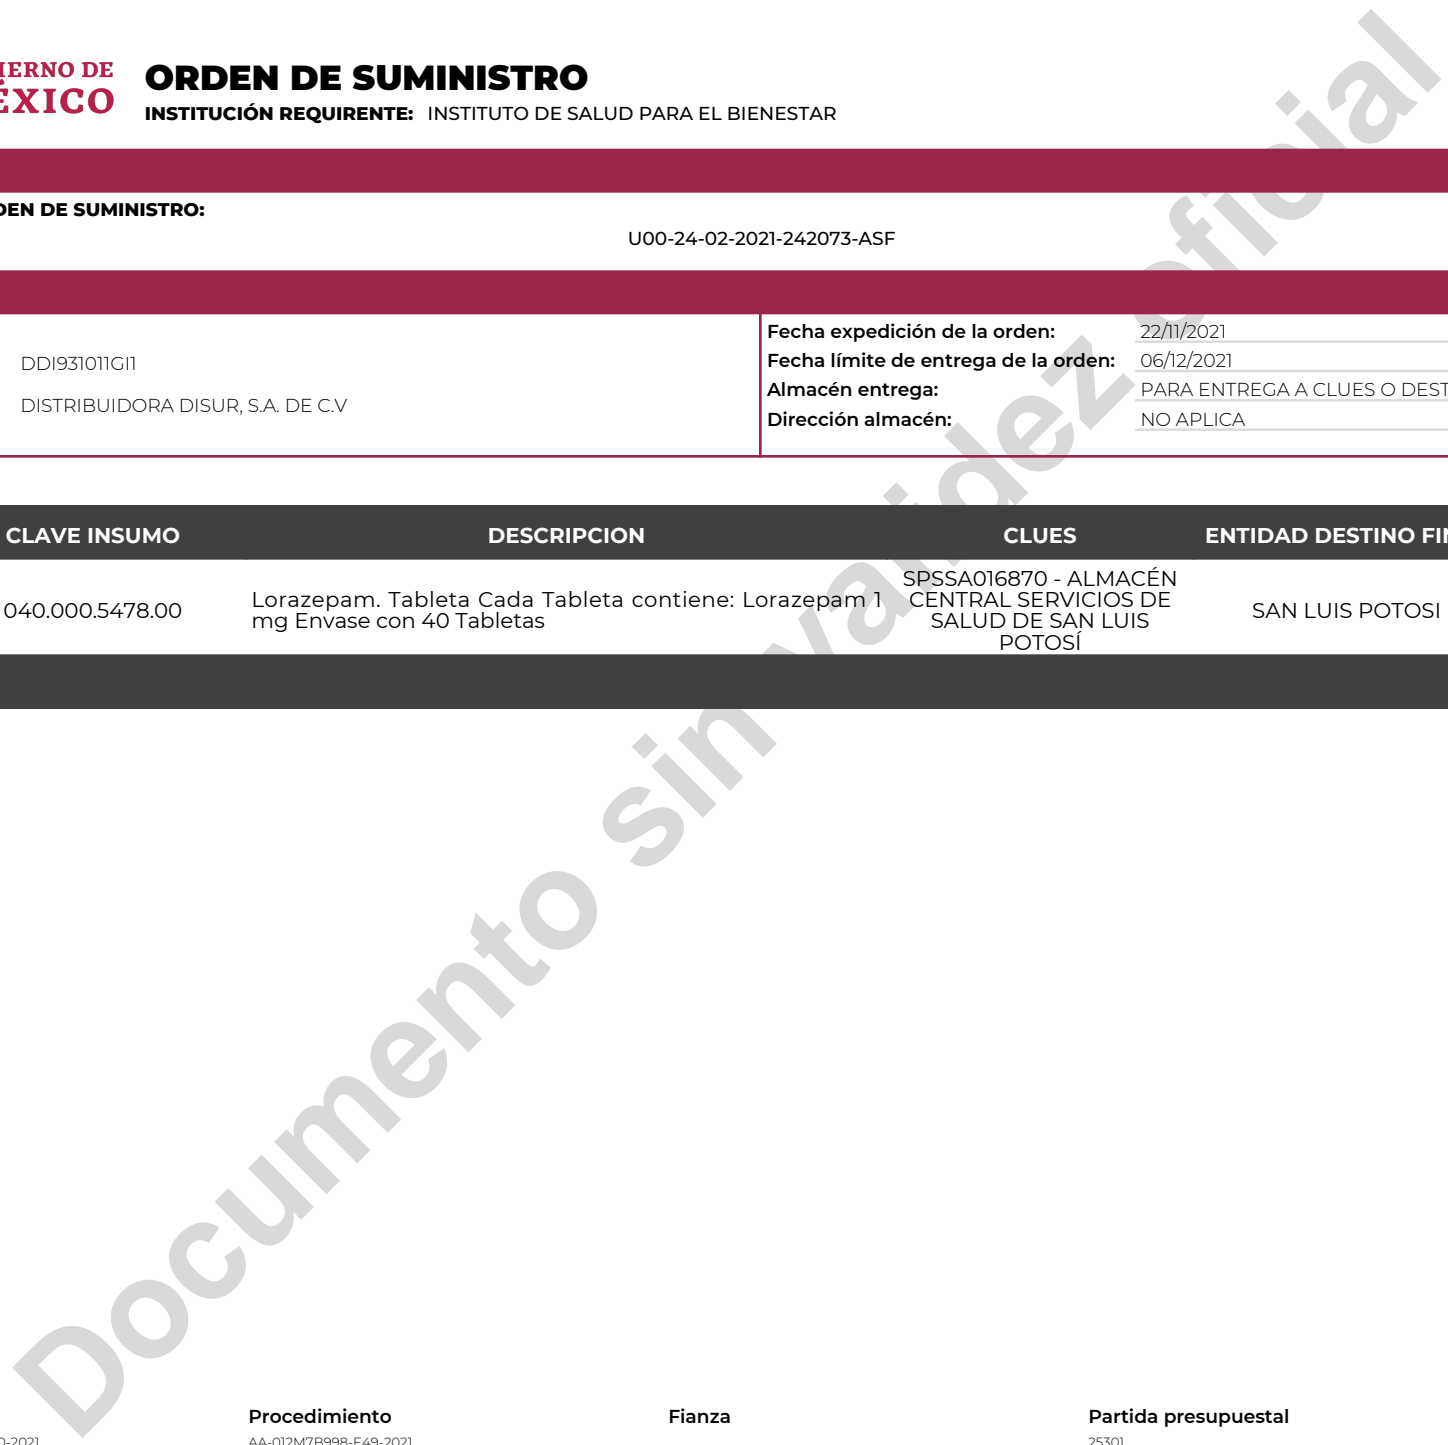 ORDEN DE SUMINISTRO
INSTITUCIÓN REQUIRENTE: INSTITUTO DE SALUD PARA EL BIENESTAR
DE
XICO
DE SUMINISTRO:
U00-24-02-2021-242073-ASF
DDI931011GI1
DISTRIBUIDORA DISUR, S.A. DE C.V
Fecha expedición de la orden: 22/11/2021
Fecha límite de entrega de la orden: 06/12/2021
Almacén entrega: PARA ENTREGA A CLUES O DEST
Dirección almacén: NO APLICA
CLAVE INSUMO DESCRIPCION CLUES ENTIDAD DESTINO FIN
040.000.5478.00
Lorazepam. Tableta Cada Tableta contiene: Lorazepam 1
mg Envase con 40 Tabletas
SPSSA016870 - ALMACÉN
CENTRAL SERVICIOS DE
SALUD DE SAN LUIS
POTOSÍ
SAN LUIS POTOSI
Documento sin validez oficial
Procedimiento Fianza Partida presupuestal
-2021 AA-012M7B998-E49-2021 25301